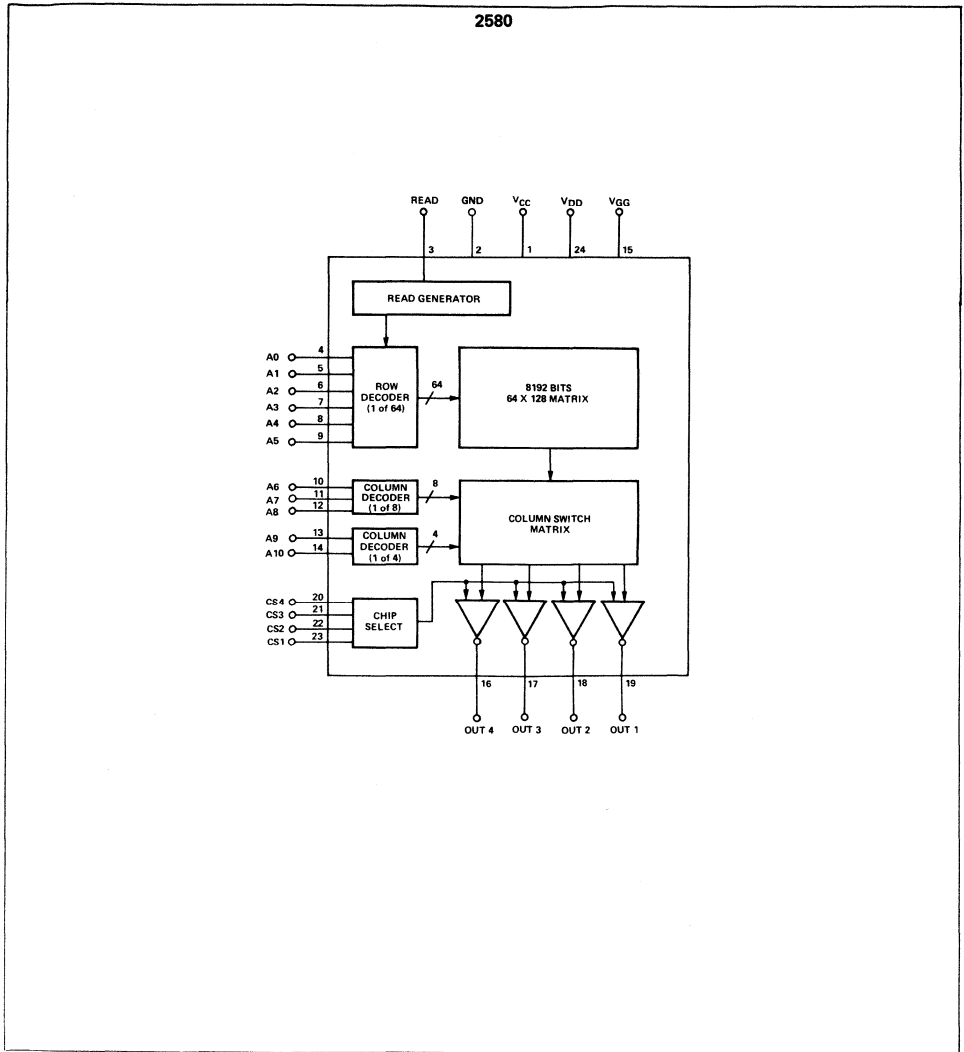 2580
READ GND VCC VDD VGG
3 2 1 24 15
READ GENERATOR
A0 4
A1 5
A2 6
A3 7
A4 8
A5 9
ROW
DECODER
(1 of 64)
64
8192 BITS
64 X 128 MATRIX
A6 10
A7 11
A8 12
COLUMN
DECODER
(1 of 8)
8
COLUMN SWITCH
MATRIX
A9 13
A10 14
COLUMN
DECODER
(1 of 4)
4
CS4 20
CS3 21
CS2 22
CS1 23
CHIP
SELECT
16 17 18 19
OUT 4 OUT 3 OUT 2 OUT 1